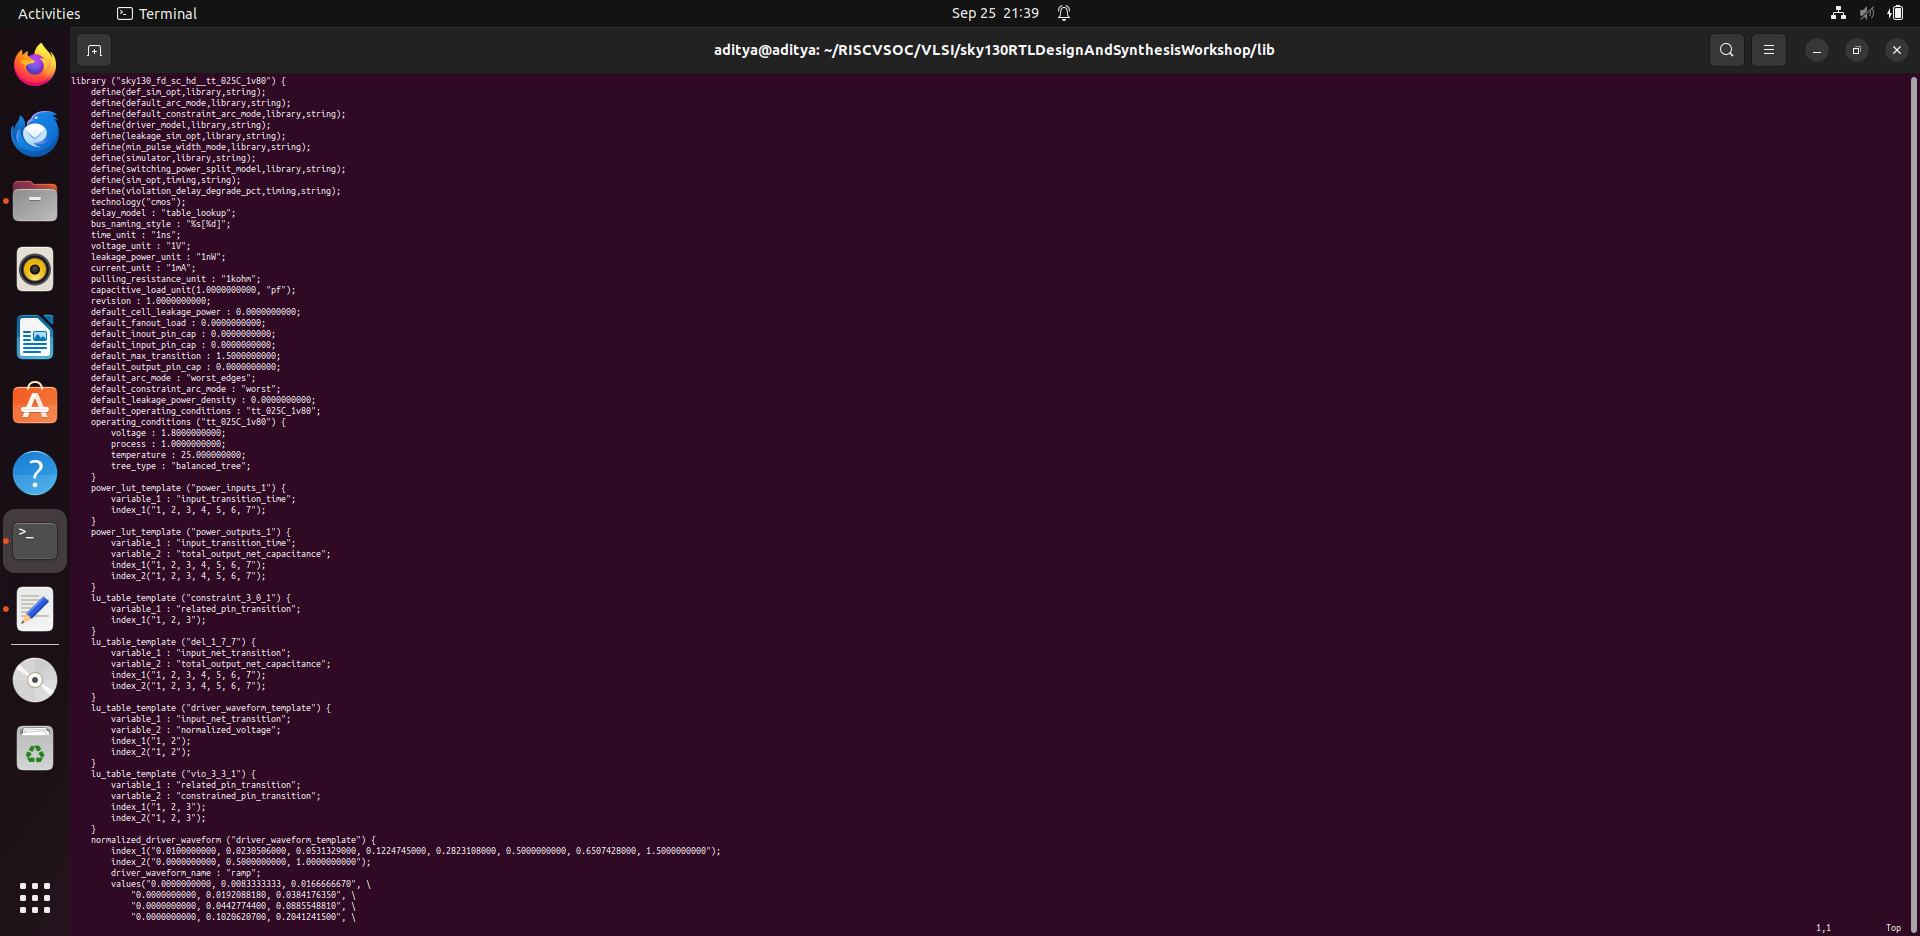 Activities
Terminal
Sep 25 21:39
aditya@aditya: ~/RISCVSOC/VLSI/sky130RTLDesignAndSynthesisWorkshop/lib
library ("sky130_fd_sc_hd__tt_025C_1v80") {
define(def_sim_opt,library,string);
define(default_arc_mode,library,string);
define(default_constraint_arc_mode,library,string);
define(driver_model,library,string);
define(leakage_sim_opt,library,string);
define(min_pulse_width_mode,library,string);
define(simulator,library,string);
define(switching_power_split_model,library,string);
define(sim_opt,timing,string);
define(violation_delay_degrade_pct,timing,string);
technology("cmos");
delay_model : "table_lookup";
bus_naming_style : "%s[%d]";
time_unit : "1ns";
voltage_unit : "1V";
leakage_power_unit : "1nW";
current_unit : "1mA";
pulling_resistance_unit : "1kohm";
capacitive_load_unit(1.0000000000, "pf");
revision : 1.0000000000;
default_cell_leakage_power : 0.0000000000;
default_fanout_load : 0.0000000000;
default_inout_pin_cap : 0.0000000000;
default_input_pin_cap : 0.0000000000;
default_max_transition : 1.5000000000;
default_output_pin_cap : 0.0000000000;
default_arc_mode : "worst_edges";
default_constraint_arc_mode : "worst";
default_leakage_power_density : 0.0000000000;
default_operating_conditions : "tt_025C_1v80";
operating_conditions ("tt_025C_1v80") {
voltage : 1.8000000000;
process : 1.0000000000;
temperature : 25.000000000;
tree_type : "balanced_tree";
}
power_lut_template ("power_inputs_1") {
variable_1 : "input_transition_time";
index_1("1, 2, 3, 4, 5, 6, 7");
}
power_lut_template ("power_outputs_1") {
variable_1 : "input_transition_time";
variable_2 : "total_output_net_capacitance";
index_1("1, 2, 3, 4, 5, 6, 7");
index_2("1, 2, 3, 4, 5, 6, 7");
}
lu_table_template ("constraint_3_0_1") {
variable_1 : "related_pin_transition";
index_1("1, 2, 3");
}
lu_table_template ("del_1_7_7") {
variable_1 : "input_net_transition";
variable_2 : "total_output_net_capacitance";
index_1("1, 2, 3, 4, 5, 6, 7");
index_2("1, 2, 3, 4, 5, 6, 7");
}
lu_table_template ("driver_waveform_template") {
variable_1 : "input_net_transition";
variable_2 : "normalized_voltage";
index_1("1, 2");
index_2("1, 2");
}
lu_table_template ("vio_3_3_1") {
variable_1 : "related_pin_transition";
variable_2 : "constrained_pin_transition";
index_1("1, 2, 3");
index_2("1, 2, 3");
}
normalized_driver_waveform ("driver_waveform_template") {
index_1("0.0100000000, 0.0230506000, 0.0531329000, 0.1224745000, 0.2823108000, 0.5000000000, 0.6507428000, 1.5000000000");
index_2("0.0000000000, 0.5000000000, 1.0000000000");
driver_waveform_name : "ramp";
values("0.0000000000, 0.0083333333, 0.0166666670", \
"0.0000000000, 0.0192088180, 0.0384176350", \
"0.0000000000, 0.0442774400, 0.0885548810", \
"0.0000000000, 0.1020620700, 0.2041241500", \
1,1
Top